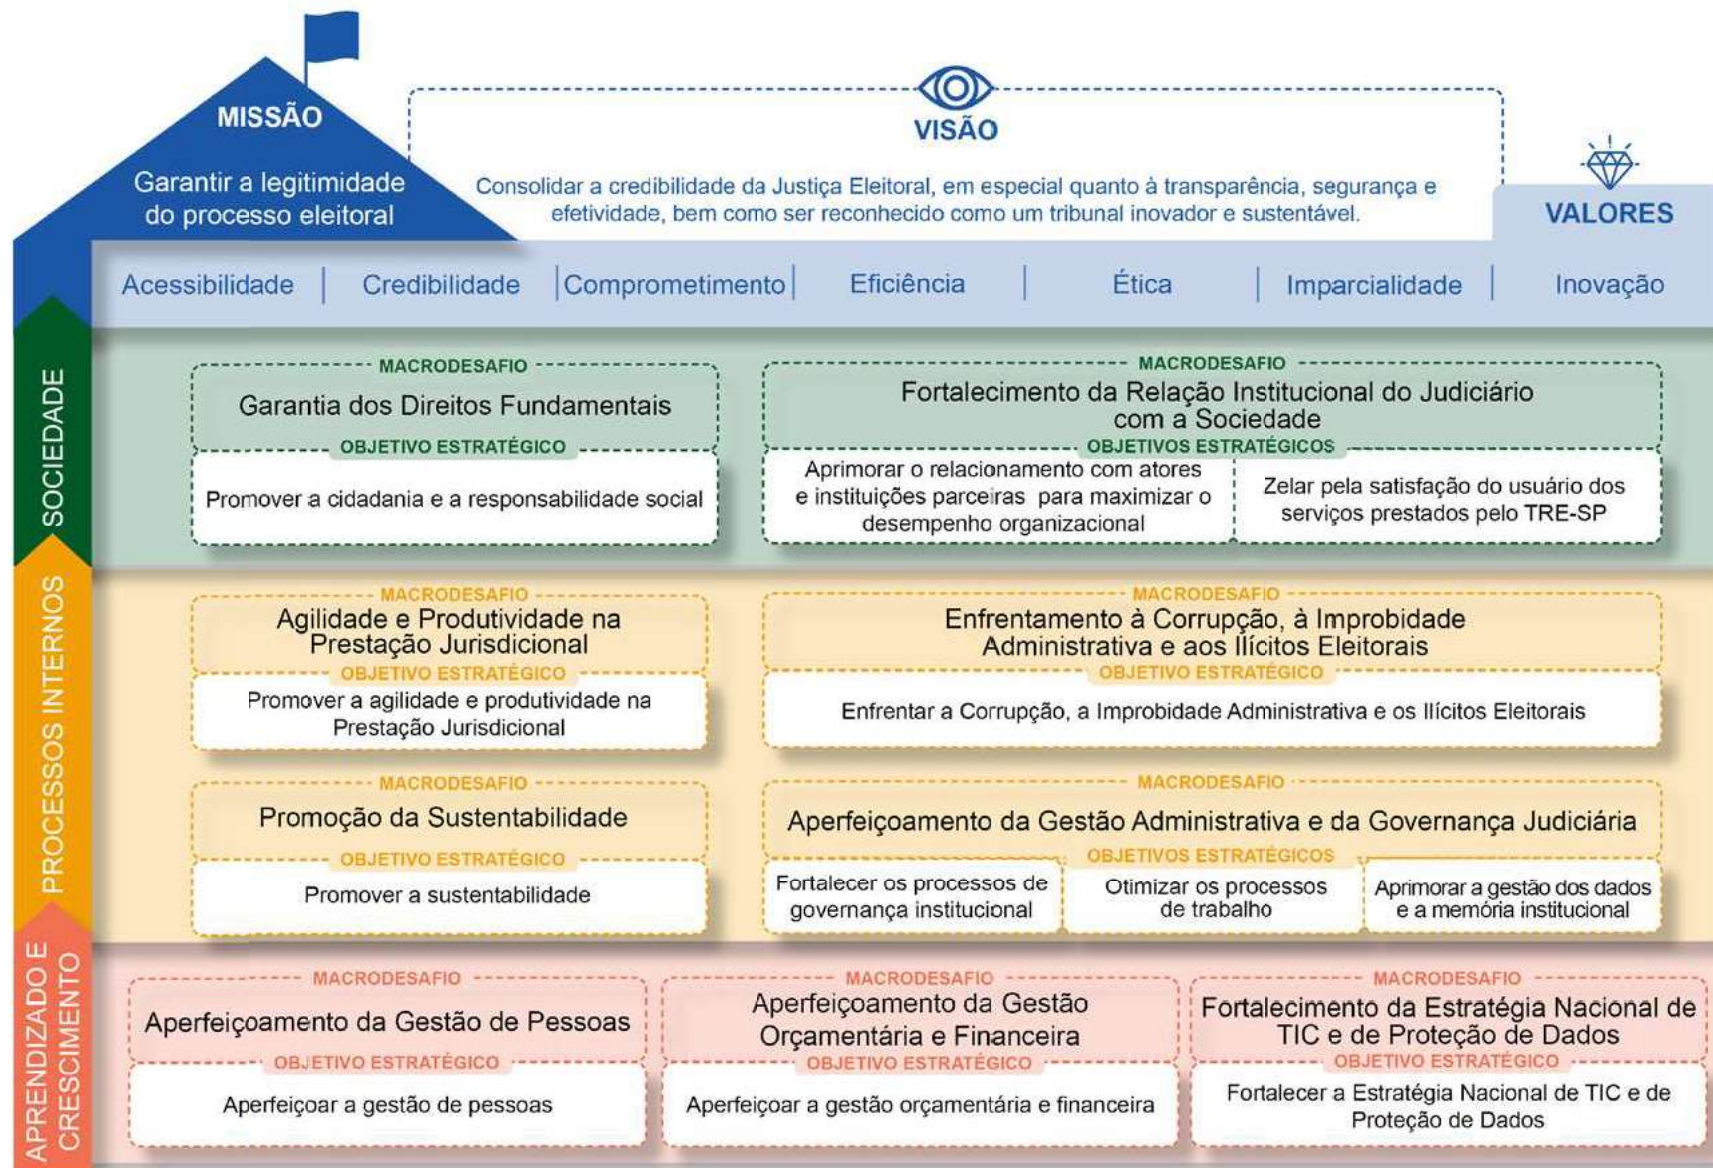 MISSÃO
Garantir a legitimidade
do processo eleitoral
VISÃO
Consolidar a credibilidade da Justiça Eleitoral, em especial quanto à transparência, segurança e
efetividade, bem como ser reconhecido como um tribunal inovador e sustentável.
VALORES
Acessibilidade | Credibilidade | Comprometimento | Eficiência | Ética | Imparcialidade | Inovação
SOCIEDADE
MACRODESAFIO
Garantia dos Direitos Fundamentais
OBJETIVO ESTRATÉGICO
Promover a cidadania e a responsabilidade social
MACRODESAFIO
Fortalecimento da Relação Institucional do Judiciário
com a Sociedade
OBJETIVOS ESTRATÉGICOS
Aprimorar o relacionamento com atores
e instituições parceiras para maximizar o
desempenho organizacional
Zelar pela satisfação do usuário dos
serviços prestados pelo TRE-SP
PROCESSOS INTERNOS
MACRODESAFIO
Agilidade e Produtividade na
Prestação Jurisdicional
OBJETIVO ESTRATÉGICO
Promover a agilidade e produtividade na
Prestação Jurisdicional
MACRODESAFIO
Enfrentamento à Corrupção, à Improbidade
Administrativa e aos Ilícitos Eleitorais
OBJETIVO ESTRATÉGICO
Enfrentar a Corrupção, a Improbidade Administrativa e os Ilícitos Eleitorais
MACRODESAFIO
Promoção da Sustentabilidade
OBJETIVO ESTRATÉGICO
Promover a sustentabilidade
MACRODESAFIO
Aperfeiçoamento da Gestão Administrativa e da Governança Judiciária
OBJETIVOS ESTRATÉGICOS
Fortalecer os processos de
governança institucional
Otimizar os processos
de trabalho
Aprimorar a gestão dos dados
e a memória institucional
APRENDIZADO E
CRESCIMENTO
MACRODESAFIO
Aperfeiçoamento da Gestão de Pessoas
OBJETIVO ESTRATÉGICO
Aperfeiçoar a gestão de pessoas
MACRODESAFIO
Aperfeiçoamento da Gestão
Orçamentária e Financeira
OBJETIVO ESTRATÉGICO
Aperfeiçoar a gestão orçamentária e financeira
MACRODESAFIO
Fortalecimento da Estratégia Nacional de
TIC e de Proteção de Dados
OBJETIVO ESTRATÉGICO
Fortalecer a Estratégia Nacional de TIC e de
Proteção de Dados